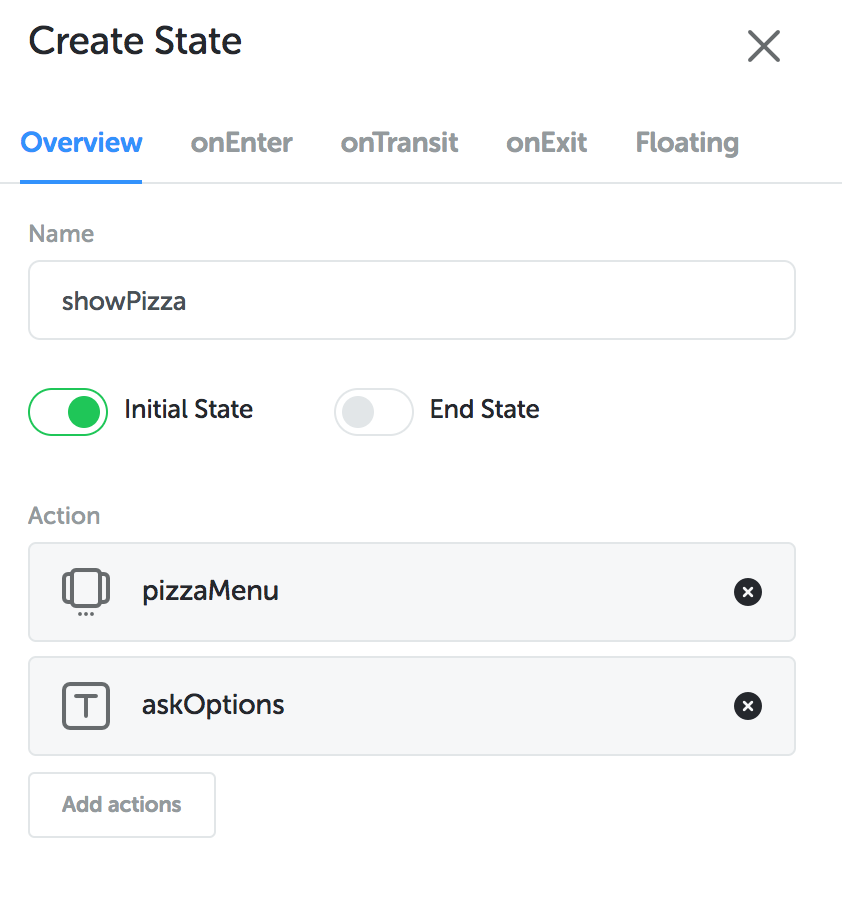 Create State
Overview onEnter onTransit onExit Floating
Name
showPizza
Initial State End State
Action
pizzaMenu
T askOptions
Add actions